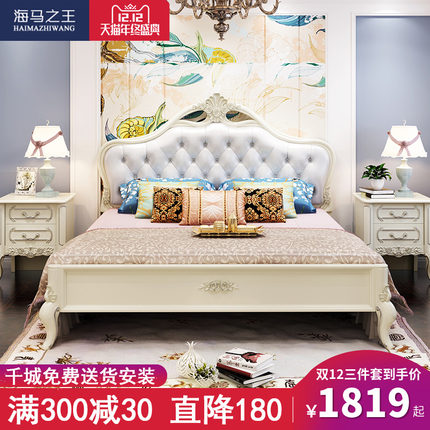 海马之王
HAIMAZHIWANG
12.12
天猫年终盛典
千城免费送货安装
满300减30 直降180
双12三件套到手价
¥1819起